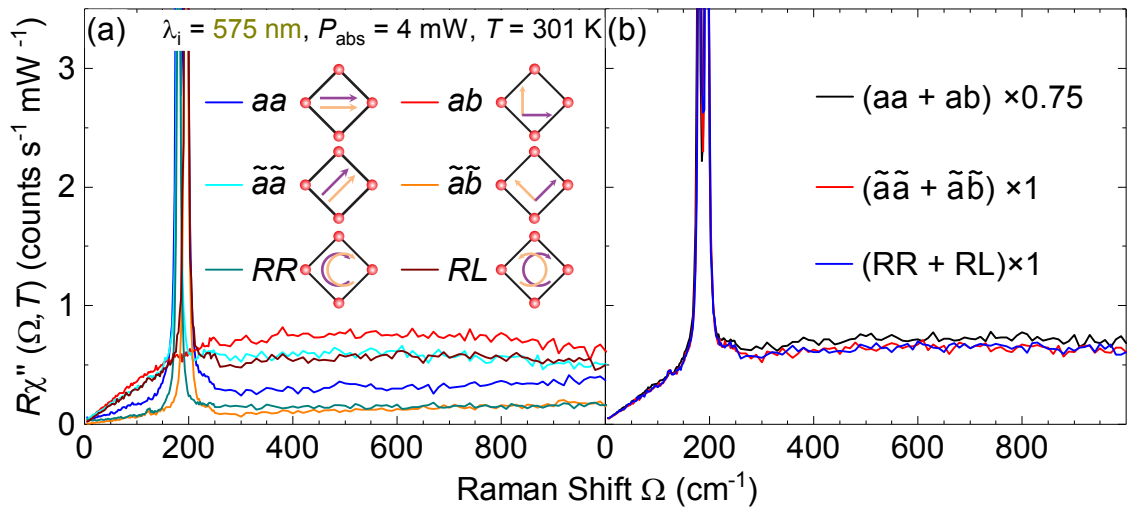 (a) λi = 575 nm, Pabs = 4 mW, T = 301 K
(b)
Rχ'' (Ω, T) (counts s⁻¹ mW ⁻¹)
3
2
1
0
aa
ab
ãã
ãb̃
RR
RL
(aa + ab) ×0.75
(ãã + ãb̃) ×1
(RR + RL)×1
0 200 400 600 800 0 200 400 600 800
Raman Shift Ω (cm⁻¹)